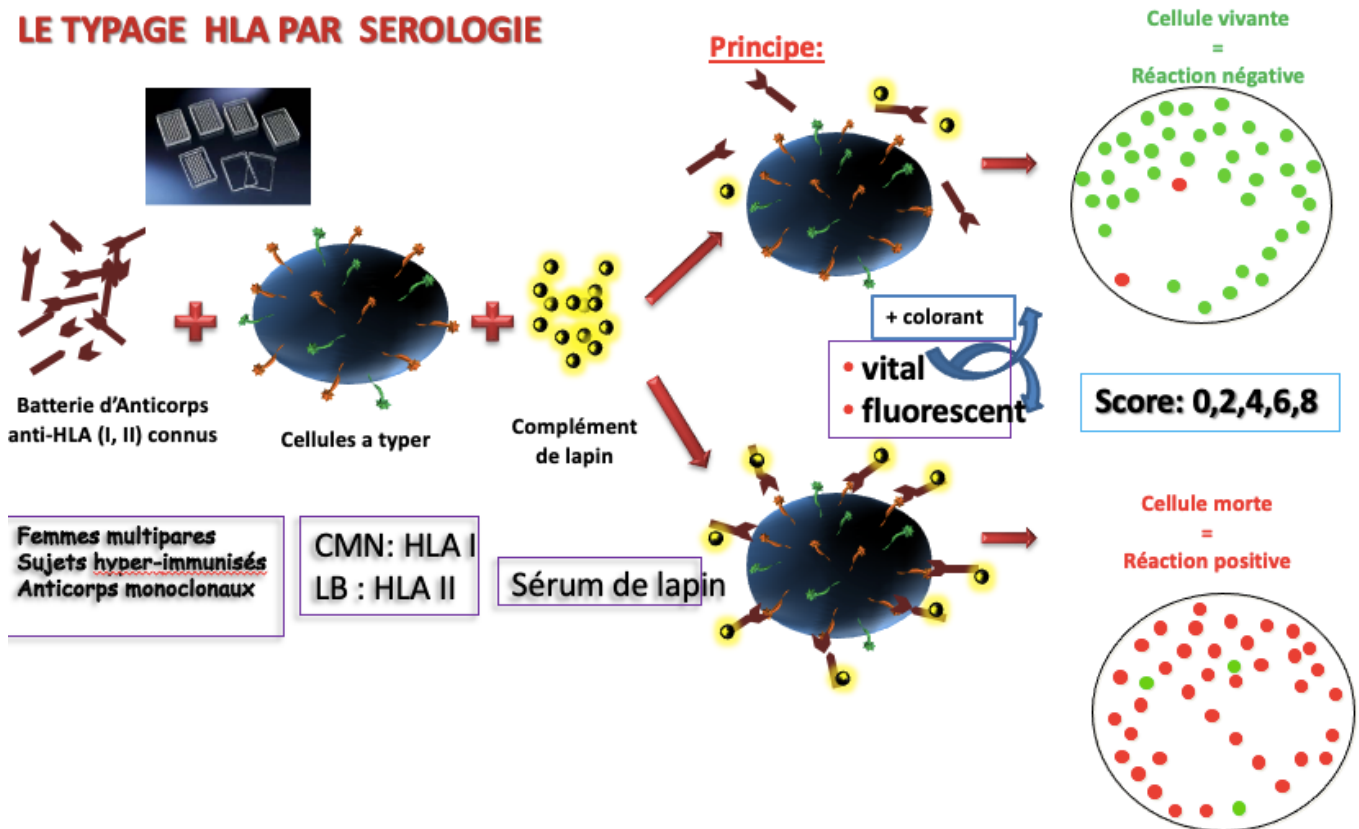 LE TYPAGE HLA PAR SEROLOGIE
Principe:
Cellule vivante
=
Réaction négative
+ colorant
• vital
• fluorescent
Score: 0,2,4,6,8
Batterie d'Anticorps
anti-HLA (I, II) connus
Cellules a typer
Complément
de lapin
Femmes multipares
Sujets hyper-immunisés
Anticorps monoclonaux
CMN: HLA I
LB : HLA II
Sérum de lapin
Cellule morte
=
Réaction positive